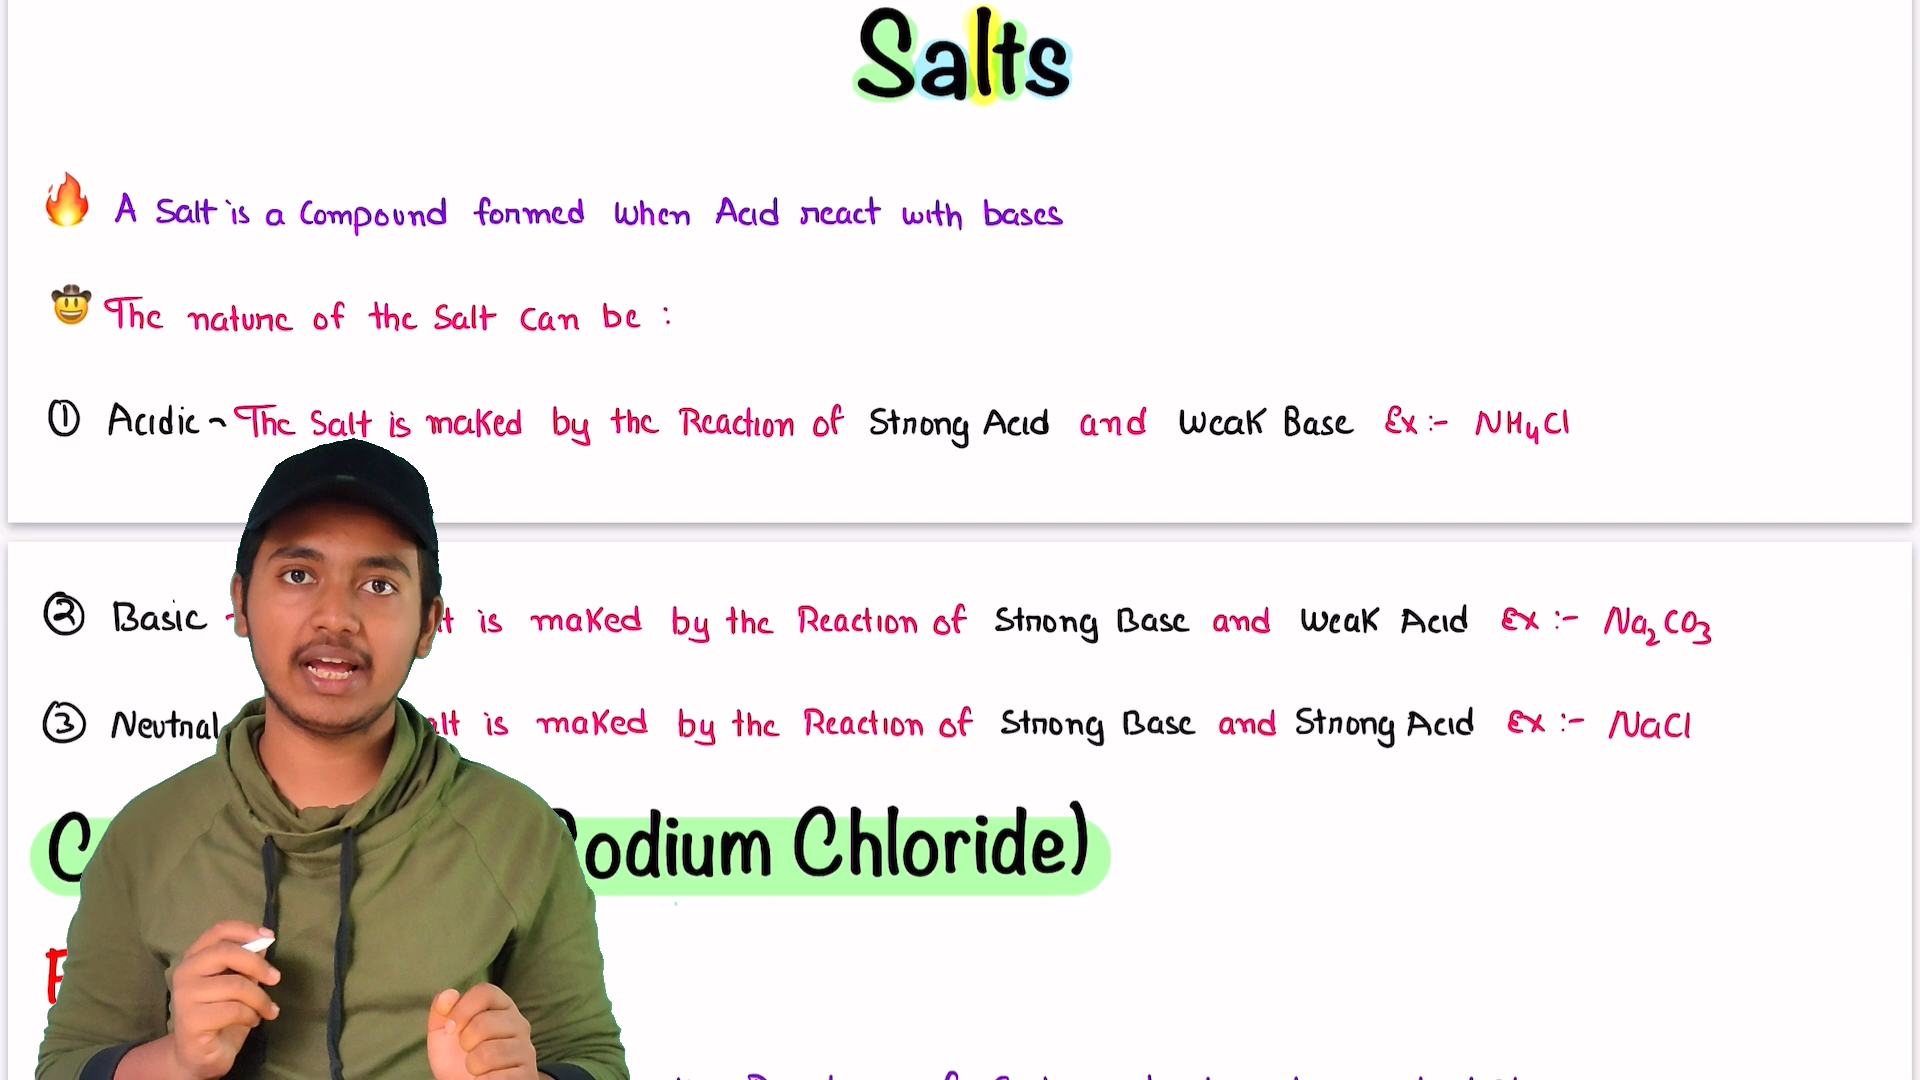 Salts
A Salt is a Compound formed when Acid react with bases
The nature of the Salt can be :
① Acidic - The Salt is maked by the Reaction of Strong Acid and Weak Base Ex :- NH₄Cl
② Basic - is maked by the Reaction of Strong Base and Weak Acid Ex :- Na₂CO₃
③ Neutral is maked by the Reaction of Strong Base and Strong Acid Ex :- NaCl
Chloride)